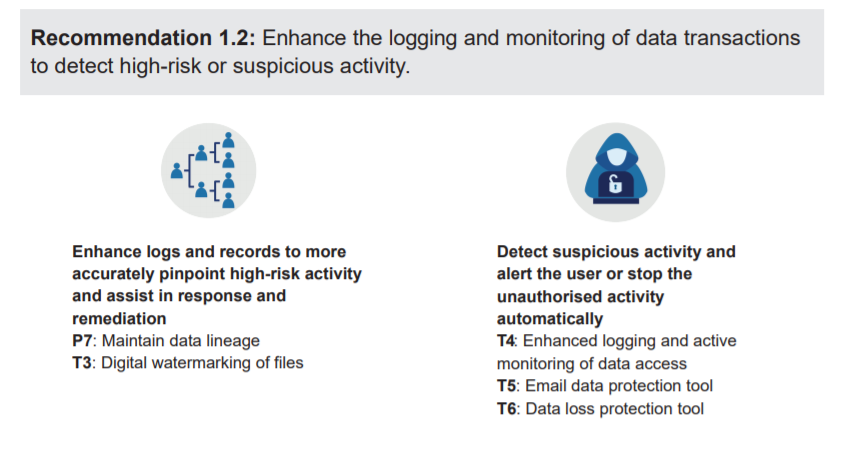 Recommendation 1.2: Enhance the logging and monitoring of data transactions
to detect high-risk or suspicious activity.
Enhance logs and records to more
accurately pinpoint high-risk activity
and assist in response and
remediation
P7: Maintain data lineage
T3: Digital watermarking of files
Detect suspicious activity and
alert the user or stop the
unauthorised activity
automatically
T4: Enhanced logging and active
monitoring of data access
T5: Email data protection tool
T6: Data loss protection tool